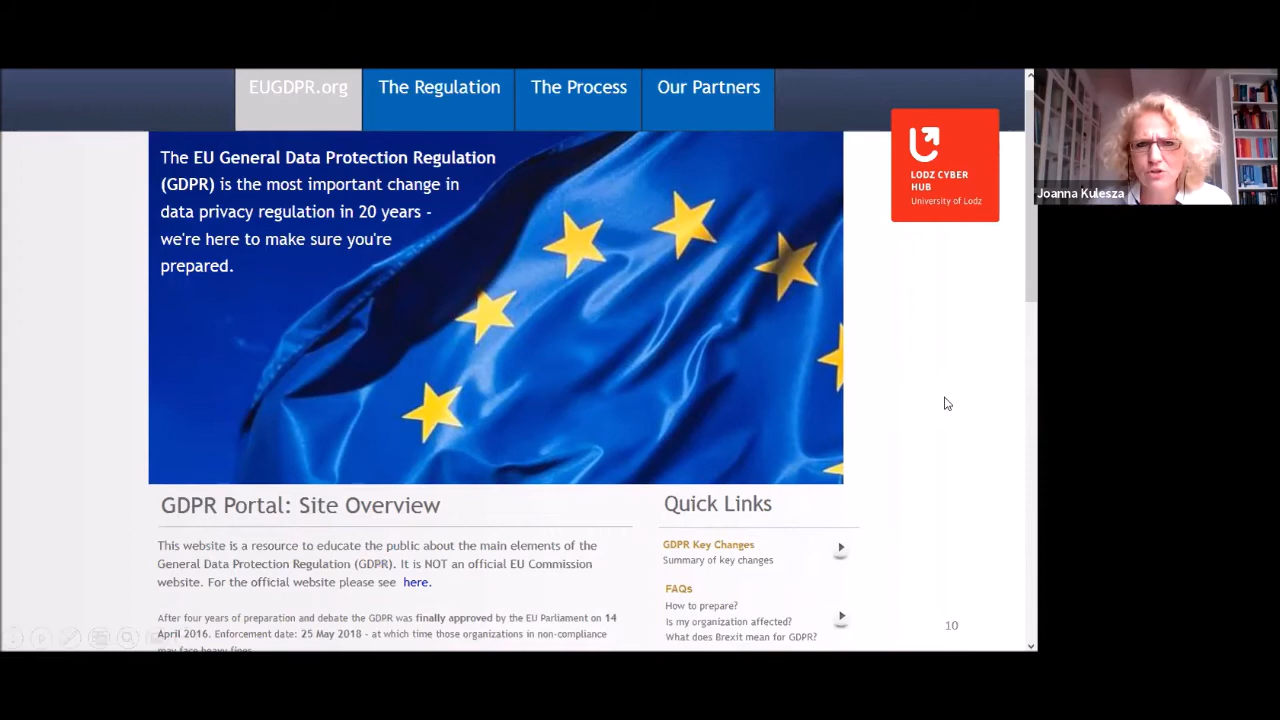 EUGDPR.org
The Regulation
The Process
Our Partners
The EU General Data Protection Regulation
(GDPR) is the most important change in
data privacy regulation in 20 years -
we're here to make sure you're
prepared.
LODZ CYBER
HUB
University of Lodz
Joanna Kulesza
GDPR Portal: Site Overview
This website is a resource to educate the public about the main elements of the
General Data Protection Regulation (GDPR). It is NOT an official EU Commission
website. For the official website please see here.
After four years of preparation and debate the GDPR was finally approved by the EU Parliament on 14
April 2016. Enforcement date: 25 May 2018 - at which time those organizations in non-compliance
may face heavy fines.
Quick Links
GDPR Key Changes
Summary of key changes
FAQs
How to prepare?
Is my organization affected?
What does Brexit mean for GDPR?
10